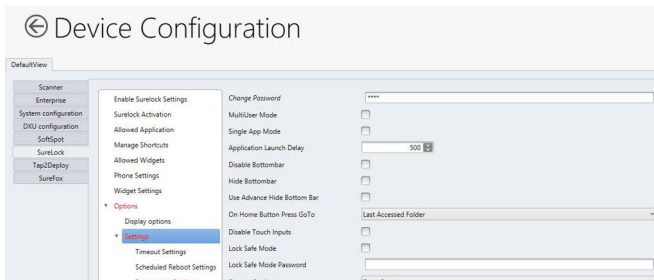 Device Configuration
DefaultView
Scanner
Enterprise
System configuration
DXU configuration
SoftSpot
SureLock
Tap2Deploy
SureFox
Enable Surelock Settings
Surelock Activation
Allowed Application
Manage Shortcuts
Allowed Widgets
Phone Settings
Widget Settings
Options
Display options
Settings
Timeout Settings
Scheduled Reboot Settings
Change Password ****
MultiUser Mode
Single App Mode
Application Launch Delay 500
Disable Bottombar
Hide Bottombar
Use Advance Hide Bottom Bar
On Home Button Press GoTo Last Accessed Folder
Disable Touch Inputs
Lock Safe Mode
Lock Safe Mode Password